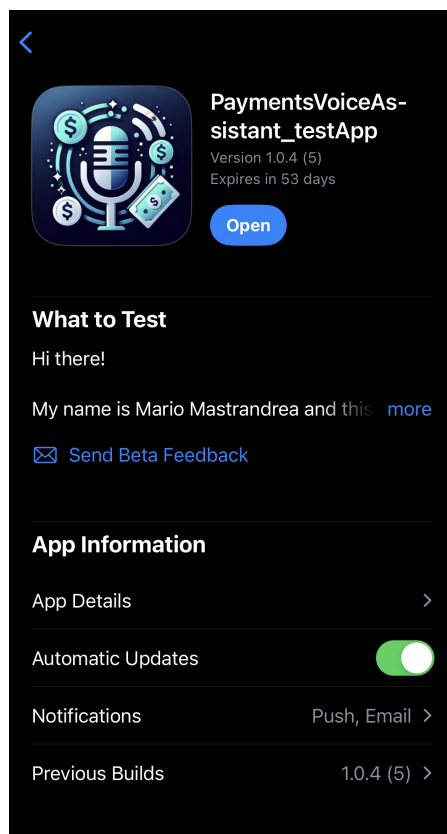 PaymentsVoiceAs-
sistant_testApp
Version 1.0.4 (5)
Expires in 53 days
Open
What to Test
Hi there!
My name is Mario Mastrandrea and this more
Send Beta Feedback
App Information
App Details
Automatic Updates
Notifications Push, Email
Previous Builds 1.0.4 (5)